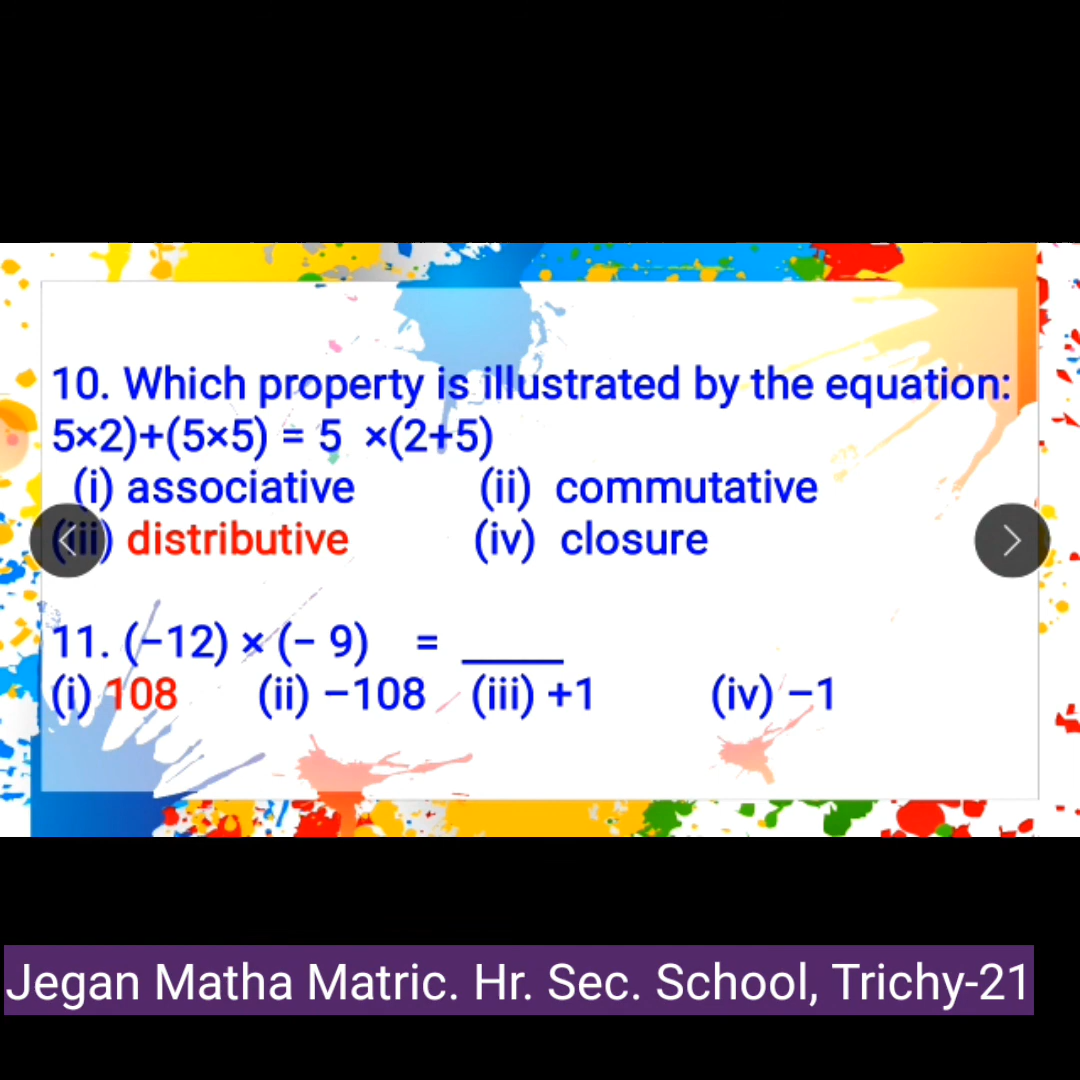 10. Which property is illustrated by the equation:
5×2)+(5×5) = 5 ×(2+5)
(i) associative (ii) commutative
(iii) distributive (iv) closure
11. (−12) × (− 9) = _____
(i) 108 (ii) −108 (iii) +1 (iv) −1
Jegan Matha Matric. Hr. Sec. School, Trichy-21